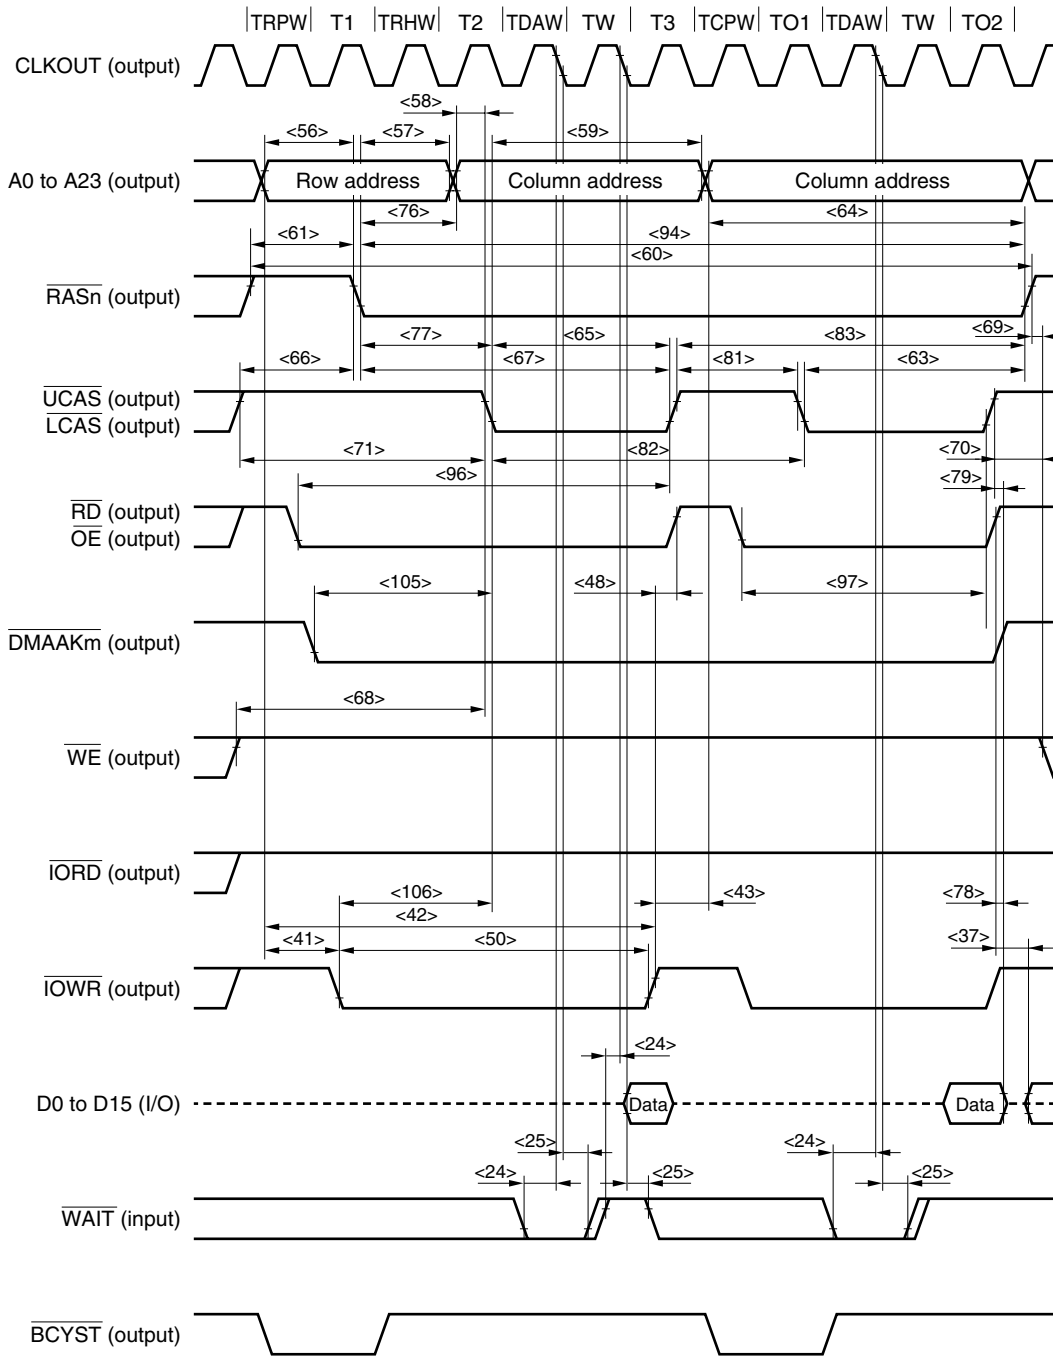 TRPW T1 TRHW T2 TDAW TW T3 TCPW TO1 TDAW TW TO2
CLKOUT (output)
<58>
<56> <57> <59>
A0 to A23 (output) Row address Column address Column address
<76> <64>
<61> <94>
<60>
RASn (output)
<69>
<77> <65> <83>
<66> <67> <81> <63>
UCAS (output)
LCAS (output)
<71> <82> <70>
<96> <79>
RD (output)
OE (output)
<105> <48> <97>
DMAAKm (output)
<68>
WE (output)
IORD (output)
<106> <43> <78>
<42>
<41> <50> <37>
IOWR (output)
<24>
D0 to D15 (I/O) Data Data
<25> <24>
<24> <25> <25>
WAIT (input)
BCYST (output)